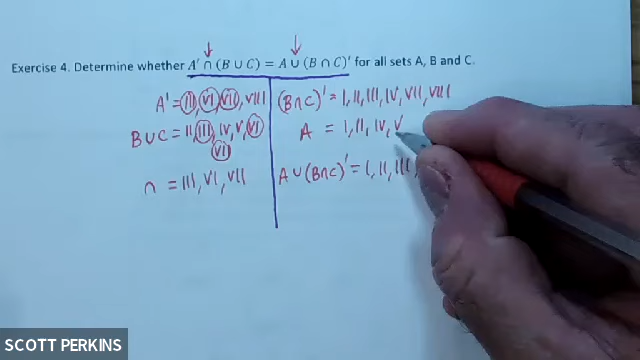 Exercise 4. Determine whether A' ∩ (B ∪ C) = A ∪ (B ∩ C)' for all sets A, B and C.
A' = III, VI, VII, VIII
B∪C = II, III, IV, V, VI
VII
∩ = III, VI, VII
(B∩C)' = I, II, III, IV, VII, VIII
A = I, II, IV, V
A∪(B∩C)' = I, II, III,
SCOTT PERKINS